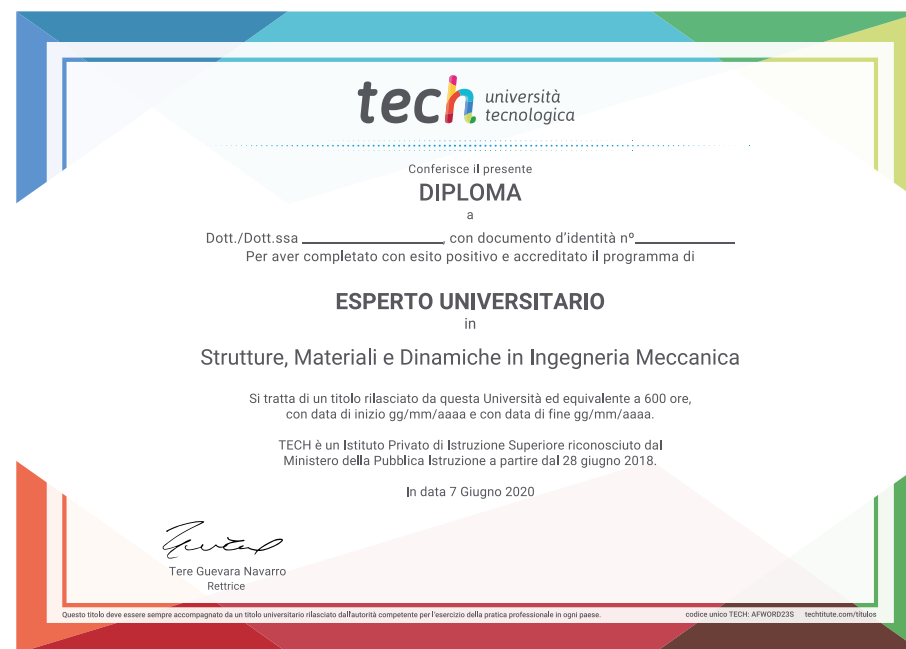 tech università
tecnologica
Conferisce il presente
DIPLOMA
a
Dott./Dott.ssa ____________________, con documento d'identità nº______________
Per aver completato con esito positivo e accreditato il programma di
ESPERTO UNIVERSITARIO
in
Strutture, Materiali e Dinamiche in Ingegneria Meccanica
Si tratta di un titolo rilasciato da questa Università ed equivalente a 600 ore,
con data di inizio gg/mm/aaaa e con data di fine gg/mm/aaaa.
TECH è un Istituto Privato di Istruzione Superiore riconosciuto dal
Ministero della Pubblica Istruzione a partire dal 28 giugno 2018.
In data 7 Giugno 2020
Tere Guevara Navarro
Rettrice
Questo titolo deve essere sempre accompagnato da un titolo universitario rilasciato dall'autorità competente per l'esercizio della pratica professionale in ogni paese. codice unico TECH: AFWORD23S techtitute.com/titulos